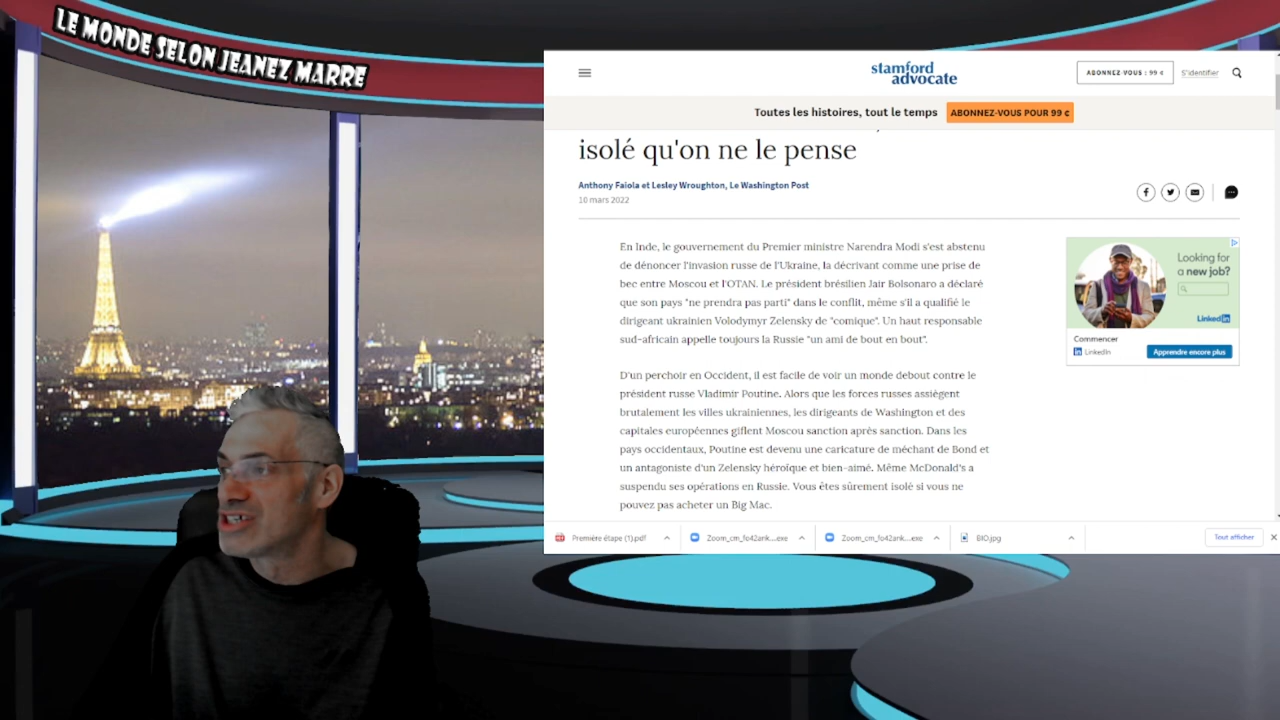 LE MONDE SELON JEANEZ MARRE
stamford
advocate
ABONNEZ-VOUS : 99 ¢
S'identifier
Toutes les histoires, tout le temps
ABONNEZ-VOUS POUR 99 ¢
isolé qu'on ne le pense
Anthony Faiola et Lesley Wroughton, Le Washington Post
10 mars 2022
En Inde, le gouvernement du Premier ministre Narendra Modi s'est abstenu
de dénoncer l'invasion russe de l'Ukraine, la décrivant comme une prise de
bec entre Moscou et l'OTAN. Le président brésilien Jair Bolsonaro a déclaré
que son pays "ne prendra pas parti" dans le conflit, même s'il a qualifié le
dirigeant ukrainien Volodymyr Zelensky de "comique". Un haut responsable
sud-africain appelle toujours la Russie "un ami de bout en bout".
D'un perchoir en Occident, il est facile de voir un monde debout contre le
président russe Vladimir Poutine. Alors que les forces russes assiègent
brutalement les villes ukrainiennes, les dirigeants de Washington et des
capitales européennes giflent Moscou sanction après sanction. Dans les
pays occidentaux, Poutine est devenu une caricature de méchant de Bond et
un antagoniste d'un Zelensky héroïque et bien-aimé. Même McDonald's a
suspendu ses opérations en Russie. Vous êtes sûrement isolé si vous ne
pouvez pas acheter un Big Mac.
Looking for
a new job?
LinkedIn
Commencer
LinkedIn
Apprendre encore plus
Première étape (1).pdf
Zoom_cm_fo42ank....exe
Zoom_cm_fo42ank....exe
BIO.jpg
Tout afficher